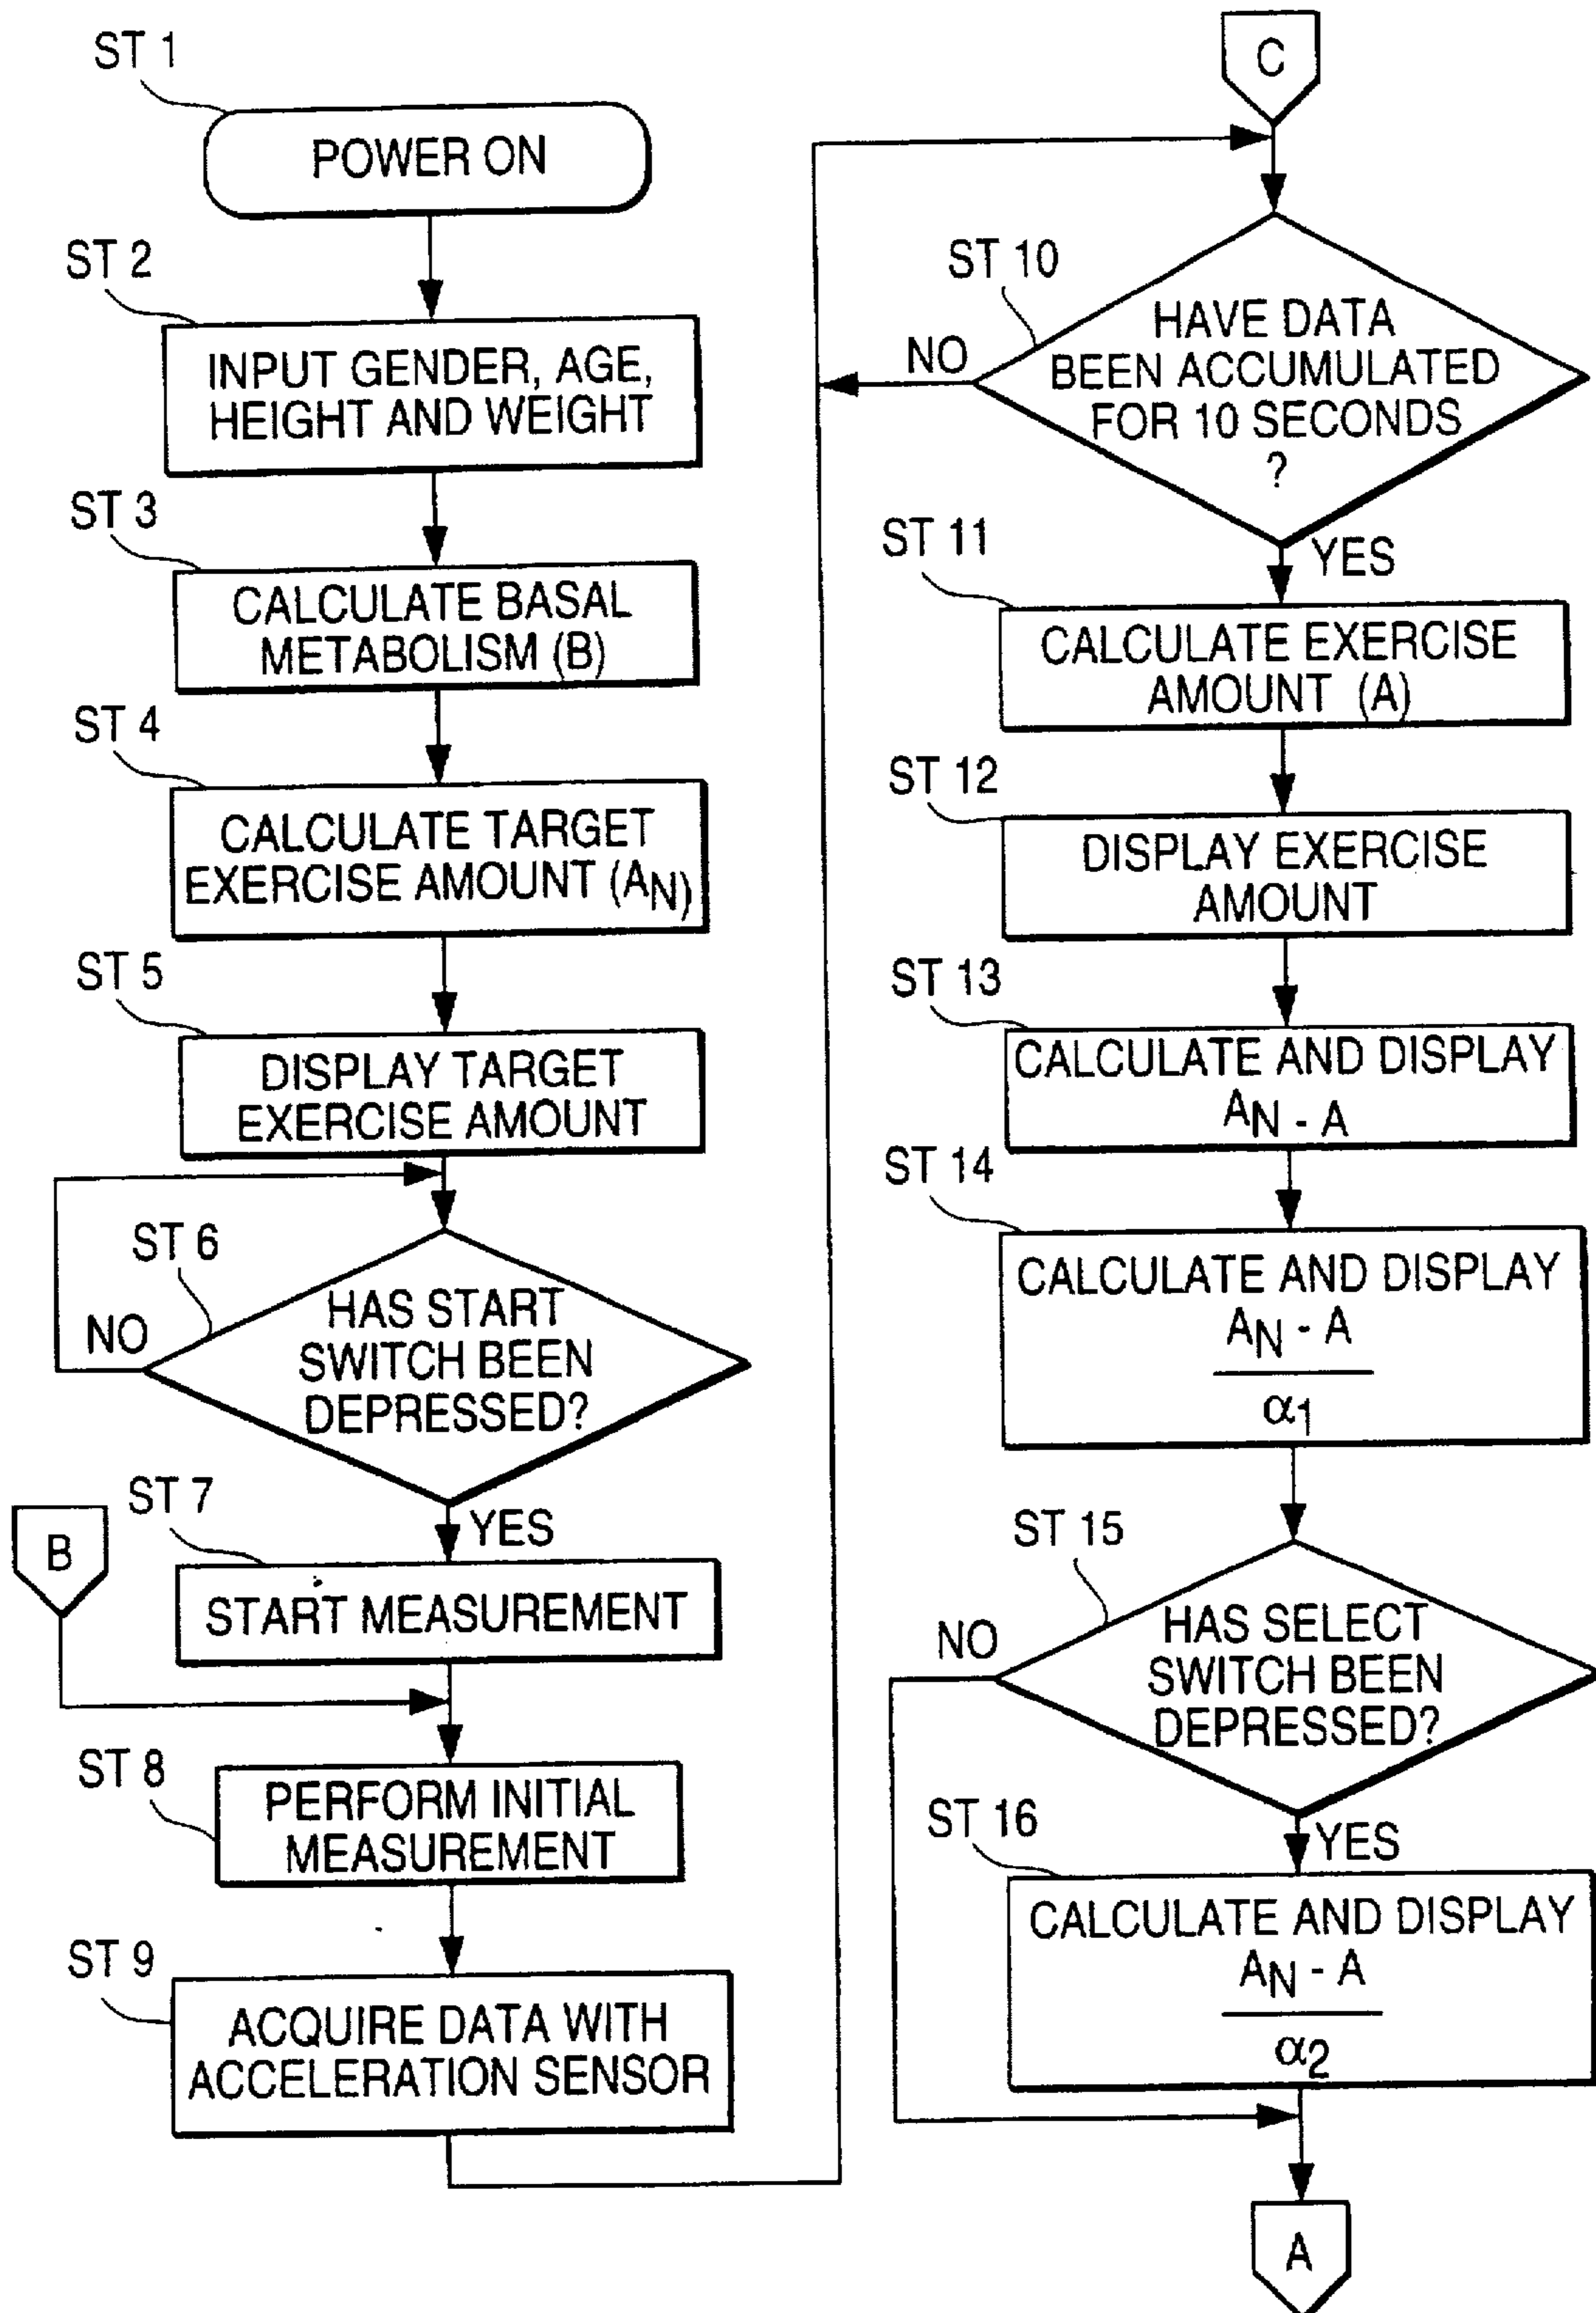 ST 1
POWER ON
ST 2
INPUT GENDER, AGE,
HEIGHT AND WEIGHT
ST 3
CALCULATE BASAL
METABOLISM (B)
ST 4
CALCULATE TARGET
EXERCISE AMOUNT (AN)
ST 5
DISPLAY TARGET
EXERCISE AMOUNT
ST 6
NO
HAS START
SWITCH BEEN
DEPRESSED?
YES
B
ST 7
START MEASUREMENT
ST 8
PERFORM INITIAL
MEASUREMENT
ST 9
ACQUIRE DATA WITH
ACCELERATION SENSOR
C
ST 10
NO
HAVE DATA
BEEN ACCUMULATED
FOR 10 SECONDS
?
YES
ST 11
CALCULATE EXERCISE
AMOUNT (A)
ST 12
DISPLAY EXERCISE
AMOUNT
ST 13
CALCULATE AND DISPLAY
AN - A
ST 14
CALCULATE AND DISPLAY
AN - A
α1
ST 15
NO
HAS SELECT
SWITCH BEEN
DEPRESSED?
YES
ST 16
CALCULATE AND DISPLAY
AN - A
α2
A